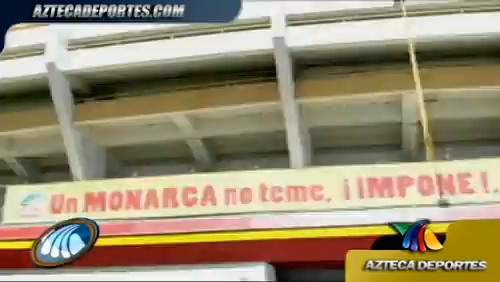 AZTECADEPORTES.COM
Un MONARCA no teme, ¡IMPONE!
AZTECA DEPORTES